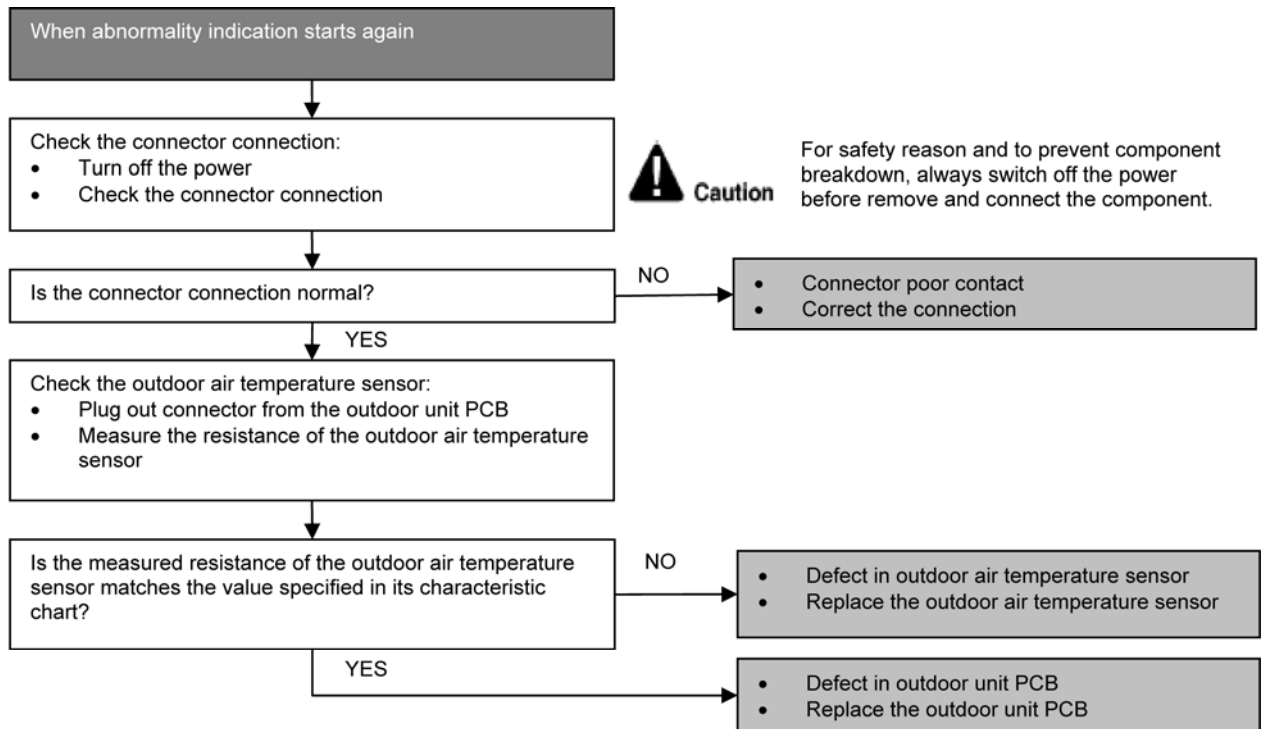 When abnormality indication starts again
Check the connector connection:
• Turn off the power
• Check the connector connection
Caution
For safety reason and to prevent component
breakdown, always switch off the power
before remove and connect the component.
Is the connector connection normal?
NO
• Connector poor contact
• Correct the connection
YES
Check the outdoor air temperature sensor:
• Plug out connector from the outdoor unit PCB
• Measure the resistance of the outdoor air temperature
sensor
Is the measured resistance of the outdoor air temperature
sensor matches the value specified in its characteristic
chart?
NO
• Defect in outdoor air temperature sensor
• Replace the outdoor air temperature sensor
YES
• Defect in outdoor unit PCB
• Replace the outdoor unit PCB